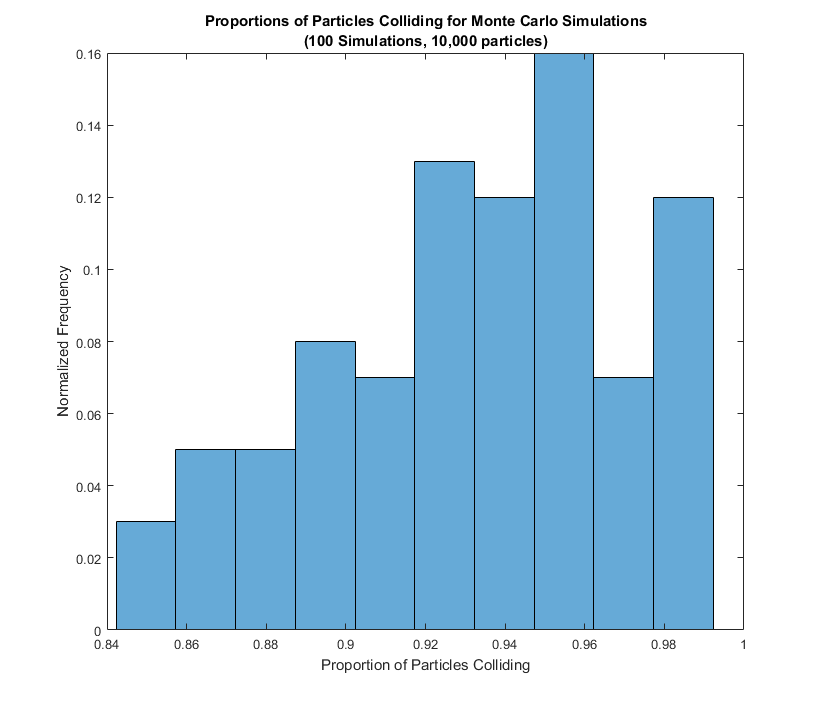 Proportions of Particles Colliding for Monte Carlo Simulations
(100 Simulations, 10,000 particles)
0.16
0.14
0.12
0.1
0.08
0.06
0.04
0.02
0
Normalized Frequency
0.84 0.86 0.88 0.9 0.92 0.94 0.96 0.98 1
Proportion of Particles Colliding